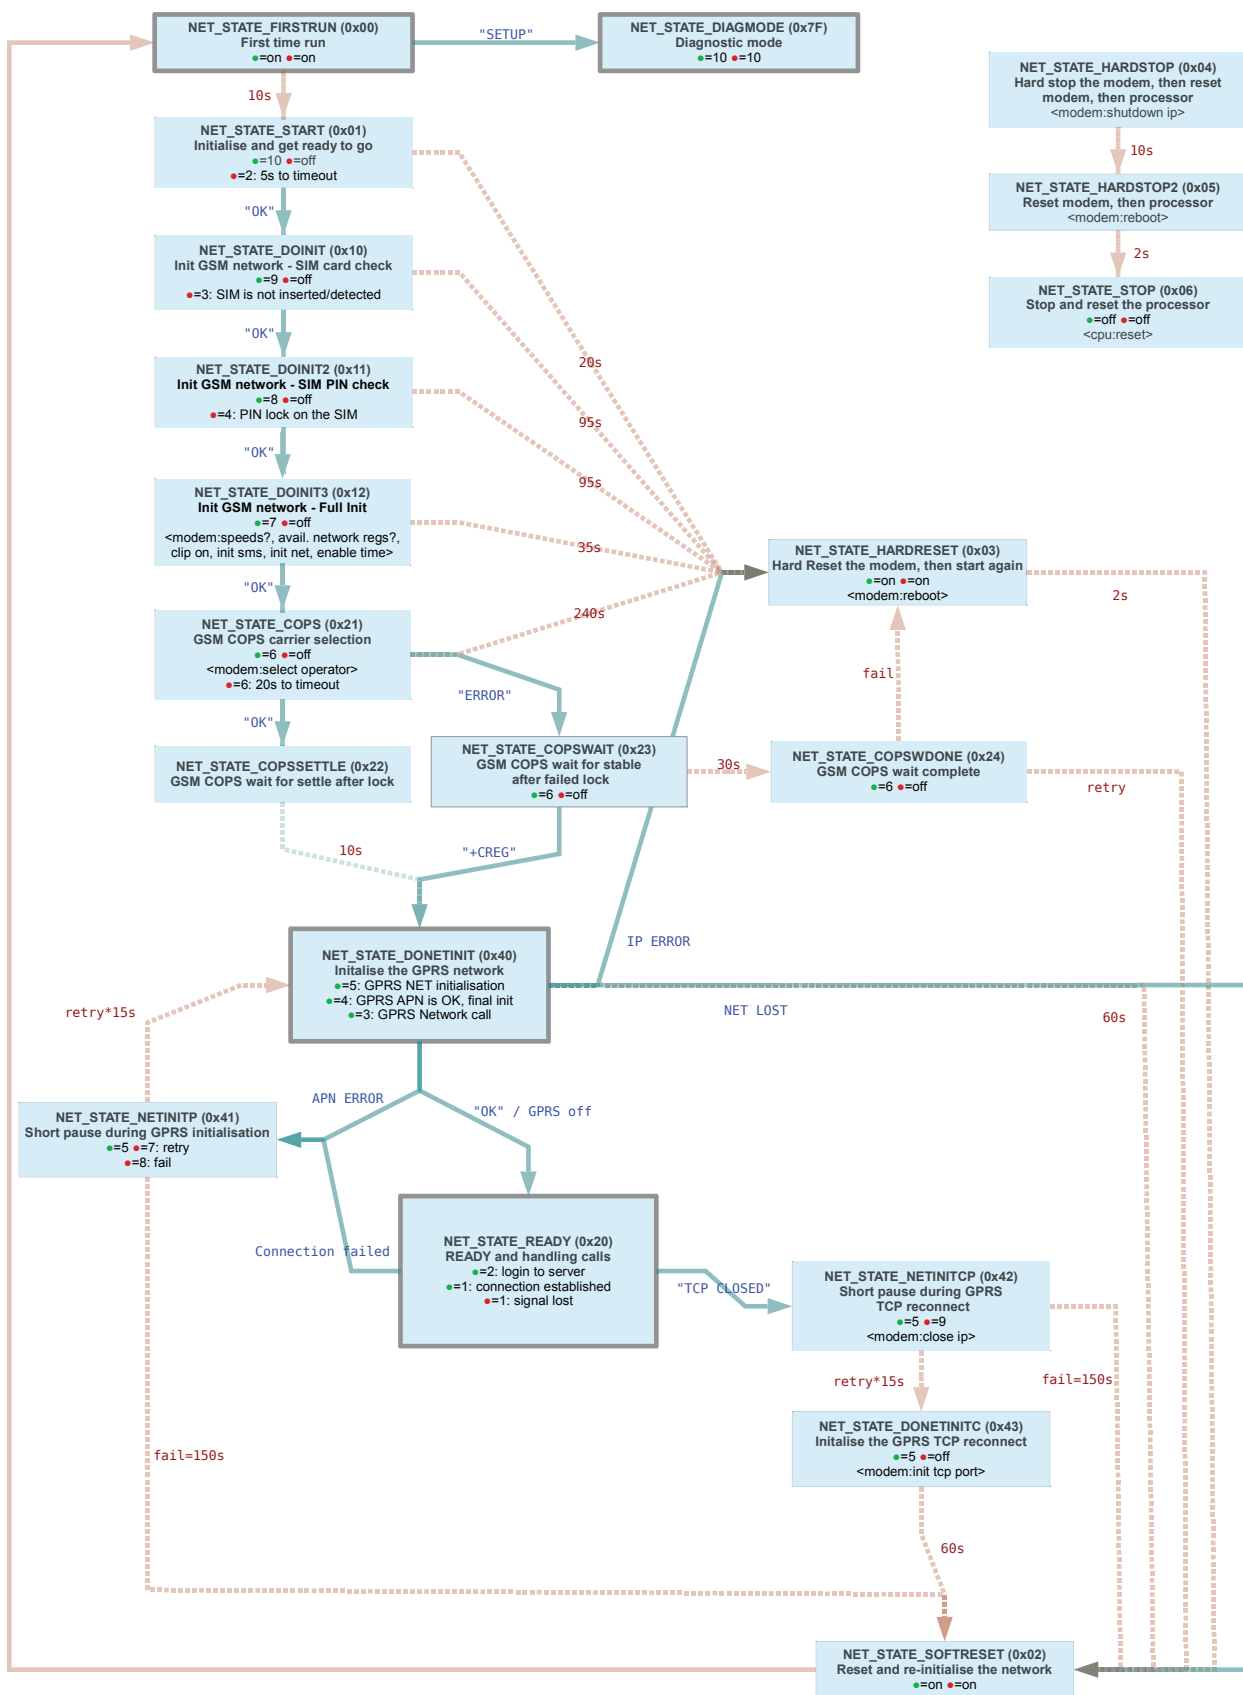 NET_STATE_FIRSTRUN (0x00)
First time run
●=on ●=on
"SETUP"
NET_STATE_DIAGMODE (0x7F)
Diagnostic mode
●=10 ●=10
10s
NET_STATE_START (0x01)
Initialise and get ready to go
●=10 ●=off
●=2: 5s to timeout
"OK"
NET_STATE_HARDSTOP (0x04)
Hard stop the modem, then reset
modem, then processor
<modem:shutdown ip>
10s
NET_STATE_HARDSTOP2 (0x05)
Reset modem, then processor
<modem:reboot>
2s
NET_STATE_STOP (0x06)
Stop and reset the processor
●=off ●=off
<cpu:reset>
NET_STATE_DOINIT (0x10)
Init GSM network - SIM card check
●=9 ●=off
●=3: SIM is not inserted/detected
"OK"
20s
NET_STATE_DOINIT2 (0x11)
Init GSM network - SIM PIN check
●=8 ●=off
●=4: PIN lock on the SIM
95s
"OK"
95s
NET_STATE_DOINIT3 (0x12)
Init GSM network - Full Init
●=7 ●=off
<modem:speeds?, avail. network regs?,
clip on, init sms, init net, enable time>
35s
"OK"
NET_STATE_HARDRESET (0x03)
Hard Reset the modem, then start again
●=on ●=on
<modem:reboot>
2s
240s
NET_STATE_COPS (0x21)
GSM COPS carrier selection
●=6 ●=off
<modem:select operator>
●=6: 20s to timeout
"ERROR"
fail
"OK"
NET_STATE_COPSSETTLE (0x22)
GSM COPS wait for settle after lock
NET_STATE_COPSWAIT (0x23)
GSM COPS wait for stable
after failed lock
●=6 ●=off
30s
NET_STATE_COPSWDONE (0x24)
GSM COPS wait complete
●=6 ●=off
retry
10s
"+CREG"
IP ERROR
NET_STATE_DONETINIT (0x40)
Initalise the GPRS network
●=5: GPRS NET initialisation
●=4: GPRS APN is OK, final init
●=3: GPRS Network call
retry*15s
NET LOST
60s
APN ERROR
"OK" / GPRS off
NET_STATE_NETINITP (0x41)
Short pause during GPRS initialisation
●=5 ●=7: retry
●=8: fail
Connection failed
NET_STATE_READY (0x20)
READY and handling calls
●=2: login to server
●=1: connection established
●=1: signal lost
"TCP CLOSED"
NET_STATE_NETINITCP (0x42)
Short pause during GPRS
TCP reconnect
●=5 ●=9
<modem:close ip>
retry*15s
fail=150s
NET_STATE_DONETINITC (0x43)
Initalise the GPRS TCP reconnect
●=5 ●=off
<modem:init tcp port>
fail=150s
60s
NET_STATE_SOFTRESET (0x02)
Reset and re-initialise the network
●=on ●=on